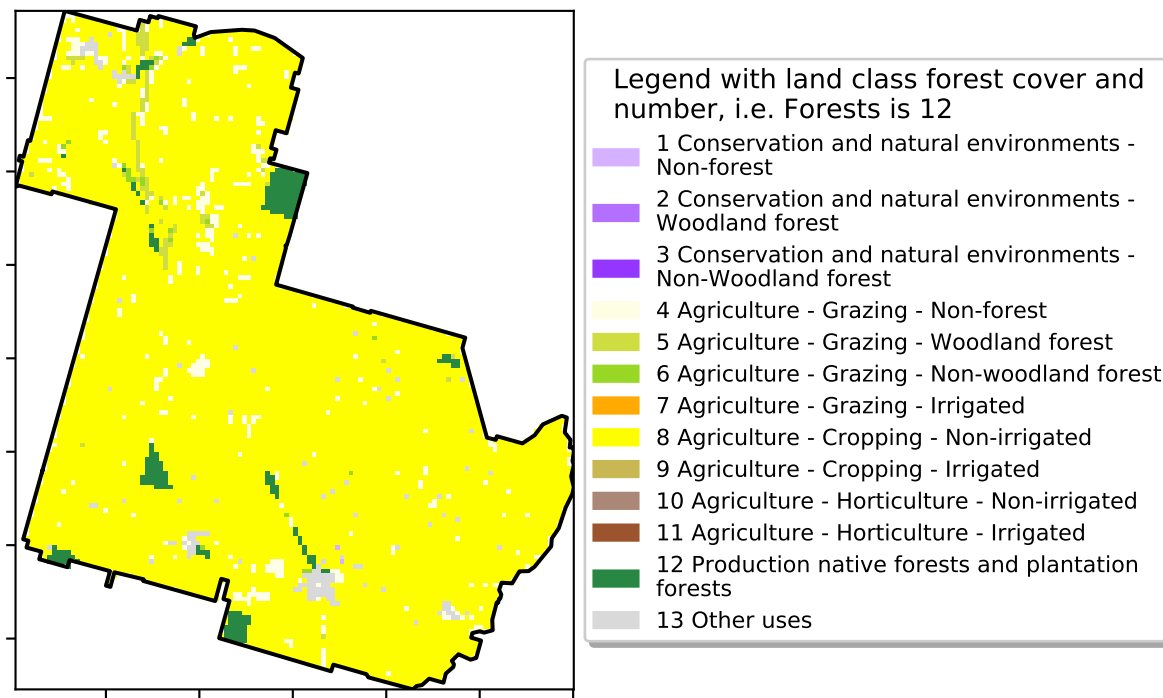 Legend with land class forest cover and
number, i.e. Forests is 12
1 Conservation and natural environments -
Non-forest
2 Conservation and natural environments -
Woodland forest
3 Conservation and natural environments -
Non-Woodland forest
4 Agriculture - Grazing - Non-forest
5 Agriculture - Grazing - Woodland forest
6 Agriculture - Grazing - Non-woodland forest
7 Agriculture - Grazing - Irrigated
8 Agriculture - Cropping - Non-irrigated
9 Agriculture - Cropping - Irrigated
10 Agriculture - Horticulture - Non-irrigated
11 Agriculture - Horticulture - Irrigated
12 Production native forests and plantation
forests
13 Other uses